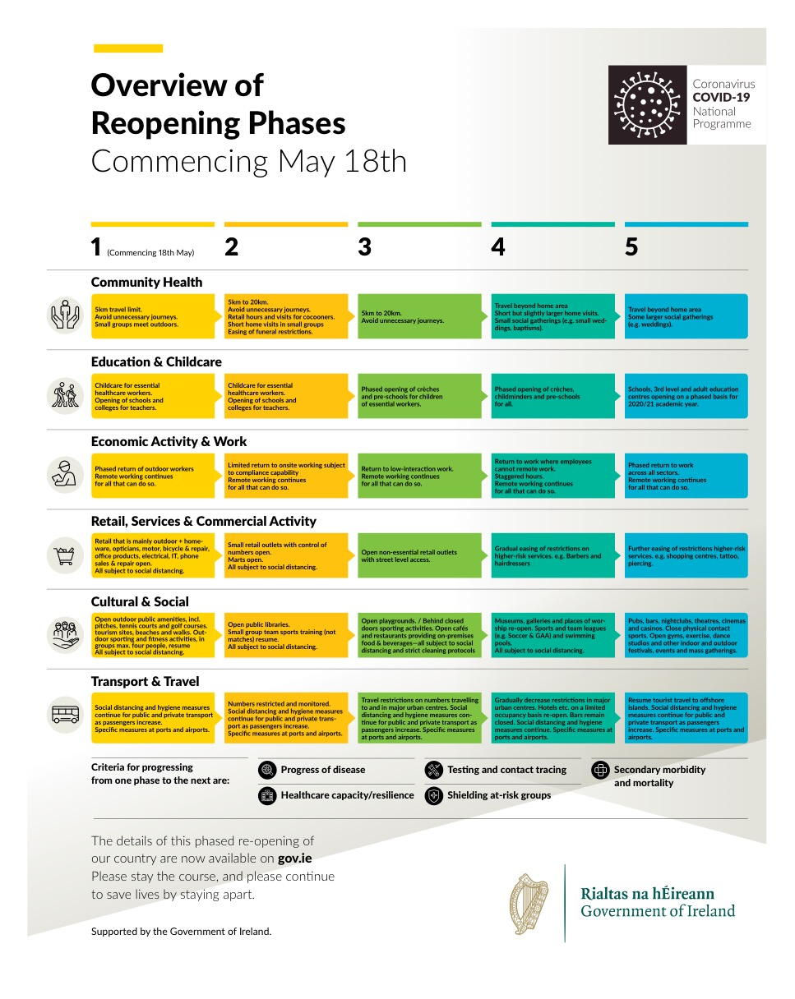 Overview of
Reopening Phases
Commencing May 18th
Coronavirus
COVID-19
National
Programme
1 (Commencing 18th May)
2
3
4
5
Community Health
5km travel limit.
Avoid unnecessary journeys.
Small groups meet outdoors.
5km to 20km.
Avoid unnecessary journeys.
Retail hours and visits for cocooners.
Short home visits in small groups
Easing of funeral restrictions.
5km to 20km.
Avoid unnecessary journeys.
Travel beyond home area
Short but slightly larger home visits.
Small social gatherings (e.g. small wed-
dings, baptisms).
Travel beyond home area
Some larger social gatherings
(e.g. weddings).
Education & Childcare
Childcare for essential
healthcare workers.
Opening of schools and
colleges for teachers.
Childcare for essential
healthcare workers.
Opening of schools and
colleges for teachers.
Phased opening of crèches
and pre-schools for children
of essential workers.
Phased opening of crèches,
childminders and pre-schools
for all.
Schools, 3rd level and adult education
centres opening on a phased basis for
2020/21 academic year.
Economic Activity & Work
Phased return of outdoor workers
Remote working continues
for all that can do so.
Limited return to onsite working subject
to compliance capability
Remote working continues
for all that can do so.
Return to low-interaction work.
Remote working continues
for all that can do so.
Return to work where employees
cannot remote work.
Staggered hours.
Remote working continues
for all that can do so.
Phased return to work
across all sectors.
Remote working continues
for all that can do so.
Retail, Services & Commercial Activity
Retail that is mainly outdoor + home-
ware, opticians, motor, bicycle & repair,
office products, electrical, IT, phone
sales & repair open.
All subject to social distancing.
Small retail outlets with control of
numbers open.
Marts open.
All subject to social distancing.
Open non-essential retail outlets
with street level access.
Gradual easing of restrictions on
higher-risk services. e.g. Barbers and
hairdressers
Further easing of restrictions higher-risk
services. e.g. shopping centres, tattoo,
piercing.
Cultural & Social
Open outdoor public amenities, incl.
pitches, tennis courts and golf courses.
tourism sites, beaches and walks. Out-
door sporting and fitness activities, in
groups max. four people, resume
All subject to social distancing.
Open public libraries.
Small group team sports training (not
matches) resume.
All subject to social distancing.
Open playgrounds. / Behind closed
doors sporting activities. Open cafés
and restaurants providing on-premises
food & beverages—all subject to social
distancing and strict cleaning protocols
Museums, galleries and places of wor-
ship re-open. Sports and team leagues
(e.g. Soccer & GAA) and swimming
pools.
All subject to social distancing.
Pubs, bars, nightclubs, theatres, cinemas
and casinos. Close physical contact
sports. Open gyms, exercise, dance
studios and other indoor and outdoor
festivals, events and mass gatherings.
Transport & Travel
Social distancing and hygiene measures
continue for public and private transport
as passengers increase.
Specific measures at ports and airports.
Numbers restricted and monitored.
Social distancing and hygiene measures
continue for public and private trans-
port as passengers increase.
Specific measures at ports and airports.
Travel restrictions on numbers travelling
to and in major urban centres. Social
distancing and hygiene measures con-
tinue for public and private transport as
passengers increase. Specific measures
at ports and airports.
Gradually decrease restrictions in major
urban centres. Hotels etc. on a limited
occupancy basis re-open. Bars remain
closed. Social distancing and hygiene
measures continue. Specific measures at
ports and airports.
Resume tourist travel to offshore
islands. Social distancing and hygiene
measures continue for public and
private transport as passengers
increase. Specific measures at ports and
airports.
Criteria for progressing
from one phase to the next are:
Progress of disease
Testing and contact tracing
Secondary morbidity
and mortality
Healthcare capacity/resilience
Shielding at-risk groups
The details of this phased re-opening of
our country are now available on gov.ie
Please stay the course, and please continue
to save lives by staying apart.
Supported by the Government of Ireland.
Rialtas na hÉireann
Government of Ireland